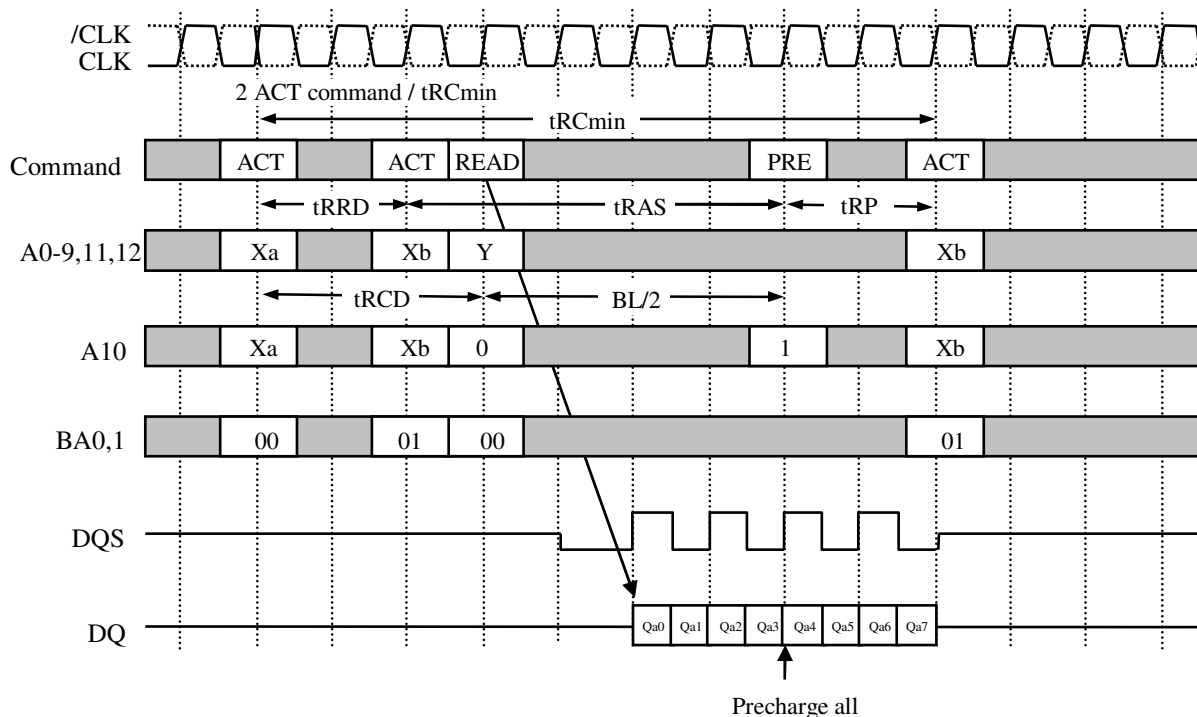 /CLK
CLK
2 ACT command / tRCmin
tRCmin
Command ACT ACT READ PRE ACT
tRRD tRAS tRP
A0-9,11,12 Xa Xb Y Xb
tRCD BL/2
A10 Xa Xb 0 1 Xb
BA0,1 00 01 00 01
DQS
DQ Qa0 Qa1 Qa2 Qa3 Qa4 Qa5 Qa6 Qa7
Precharge all